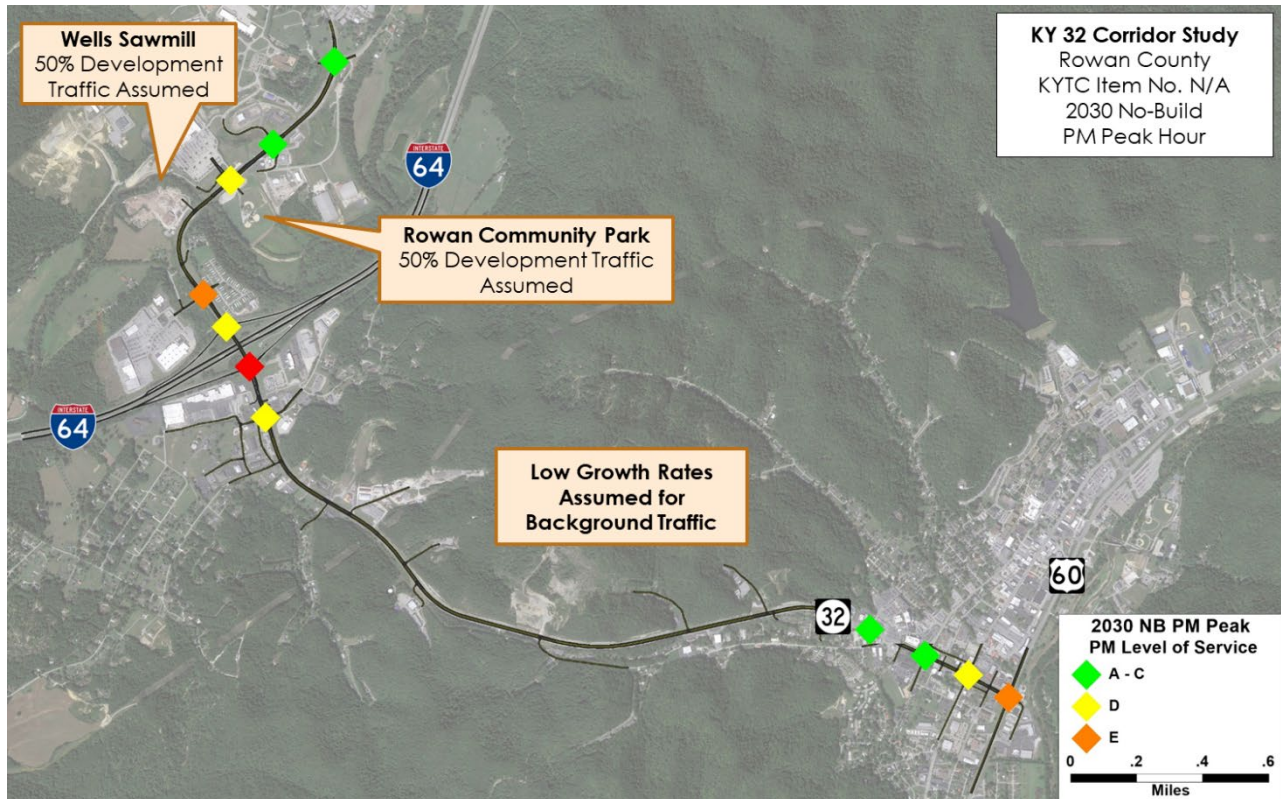 Wells Sawmill
50% Development
Traffic Assumed
KY 32 Corridor Study
Rowan County
KYTC Item No. N/A
2030 No-Build
PM Peak Hour
INTERSTATE
64
Rowan Community Park
50% Development Traffic
Assumed
INTERSTATE
64
Low Growth Rates
Assumed for
Background Traffic
60
32
2030 NB PM Peak
PM Level of Service
A - C
D
E
0 .2 .4 .6
Miles